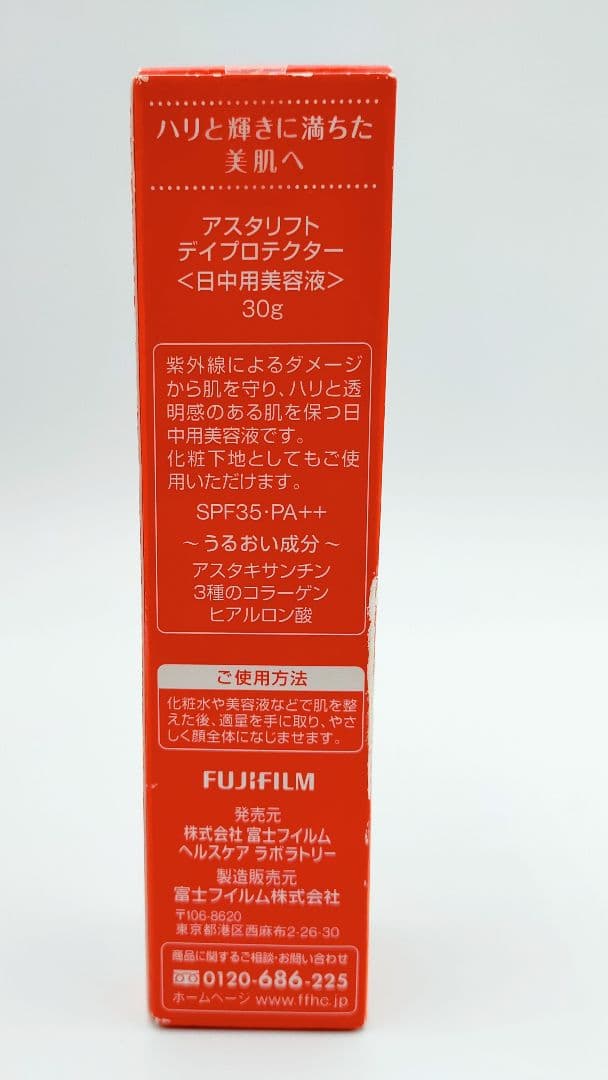 ハリと輝きに満ちた
美肌へ
アスタリフト
デイプロテクター
<日中用美容液>
30g
紫外線によるダメージ
から肌を守り、ハリと透
明感のある肌を保つ日
中用美容液です。
化粧下地としてもご使
用いただけます。
SPF35・PA++
～うるおい成分～
アスタキサンチン
3種のコラーゲン
ヒアルロン酸
ご使用方法
化粧水や美容液などで肌を整
えた後、適量を手に取り、やさ
しく顔全体になじませます。
FUJIFILM
発売元
株式会社 富士フイルム
ヘルスケア ラボラトリー
製造販売元
富士フイルム株式会社
〒106-8620
東京都港区西麻布2-26-30
商品に関するご相談・お問い合わせ
0120-686-225
ホームページ www.ffhc.jp